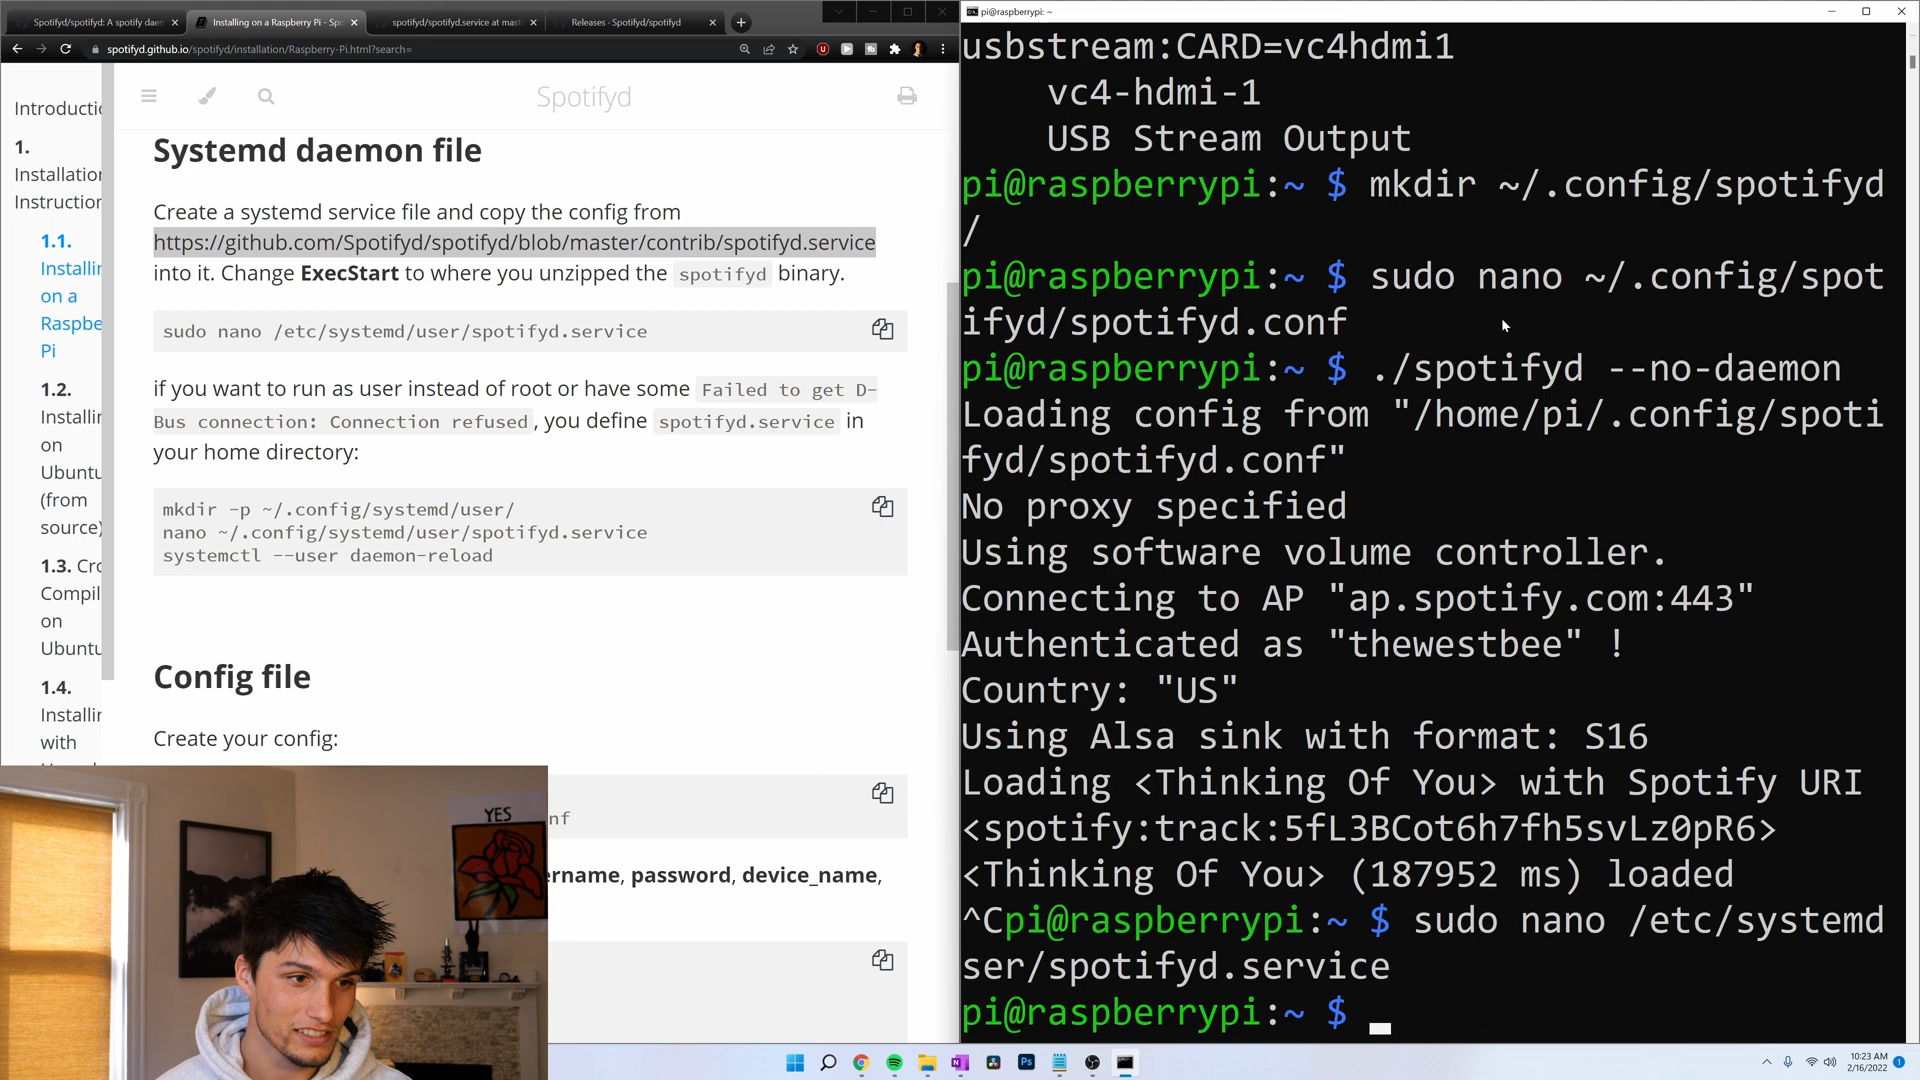 Spotifyd/spotifyd: A spotify daem
Installing on a Raspberry Pi - Spo
spotifyd/spotifyd.service at mast
Releases · Spotifyd/spotifyd
spotifyd.github.io/spotifyd/installation/Raspberry-Pi.html?search=
Introductio
1.
Installation
Instruction
1.1.
Installin
on a
Raspbe
Pi
1.2.
Installin
on
Ubuntu
(from
source)
1.3. Cro
Compil
on
Ubuntu
1.4.
Installin
with
Spotifyd
Systemd daemon file
Create a systemd service file and copy the config from
https://github.com/Spotifyd/spotifyd/blob/master/contrib/spotifyd.service
into it. Change ExecStart to where you unzipped the spotifyd binary.
sudo nano /etc/systemd/user/spotifyd.service
if you want to run as user instead of root or have some Failed to get D-
Bus connection: Connection refused, you define spotifyd.service in
your home directory:
mkdir -p ~/.config/systemd/user/
nano ~/.config/systemd/user/spotifyd.service
systemctl --user daemon-reload
Config file
Create your config:
nf
ername, password, device_name,
YES
pi@raspberrypi: ~
usbstream:CARD=vc4hdmi1
vc4-hdmi-1
USB Stream Output
pi@raspberrypi:~ $ mkdir ~/.config/spotifyd
/
pi@raspberrypi:~ $ sudo nano ~/.config/spot
ifyd/spotifyd.conf
pi@raspberrypi:~ $ ./spotifyd --no-daemon
Loading config from "/home/pi/.config/spoti
fyd/spotifyd.conf"
No proxy specified
Using software volume controller.
Connecting to AP "ap.spotify.com:443"
Authenticated as "thewestbee" !
Country: "US"
Using Alsa sink with format: S16
Loading <Thinking Of You> with Spotify URI
<spotify:track:5fL3BCot6h7fh5svLz0pR6>
<Thinking Of You> (187952 ms) loaded
^Cpi@raspberrypi:~ $ sudo nano /etc/systemd
ser/spotifyd.service
pi@raspberrypi:~ $
Ps
10:23 AM
2/16/2022
1